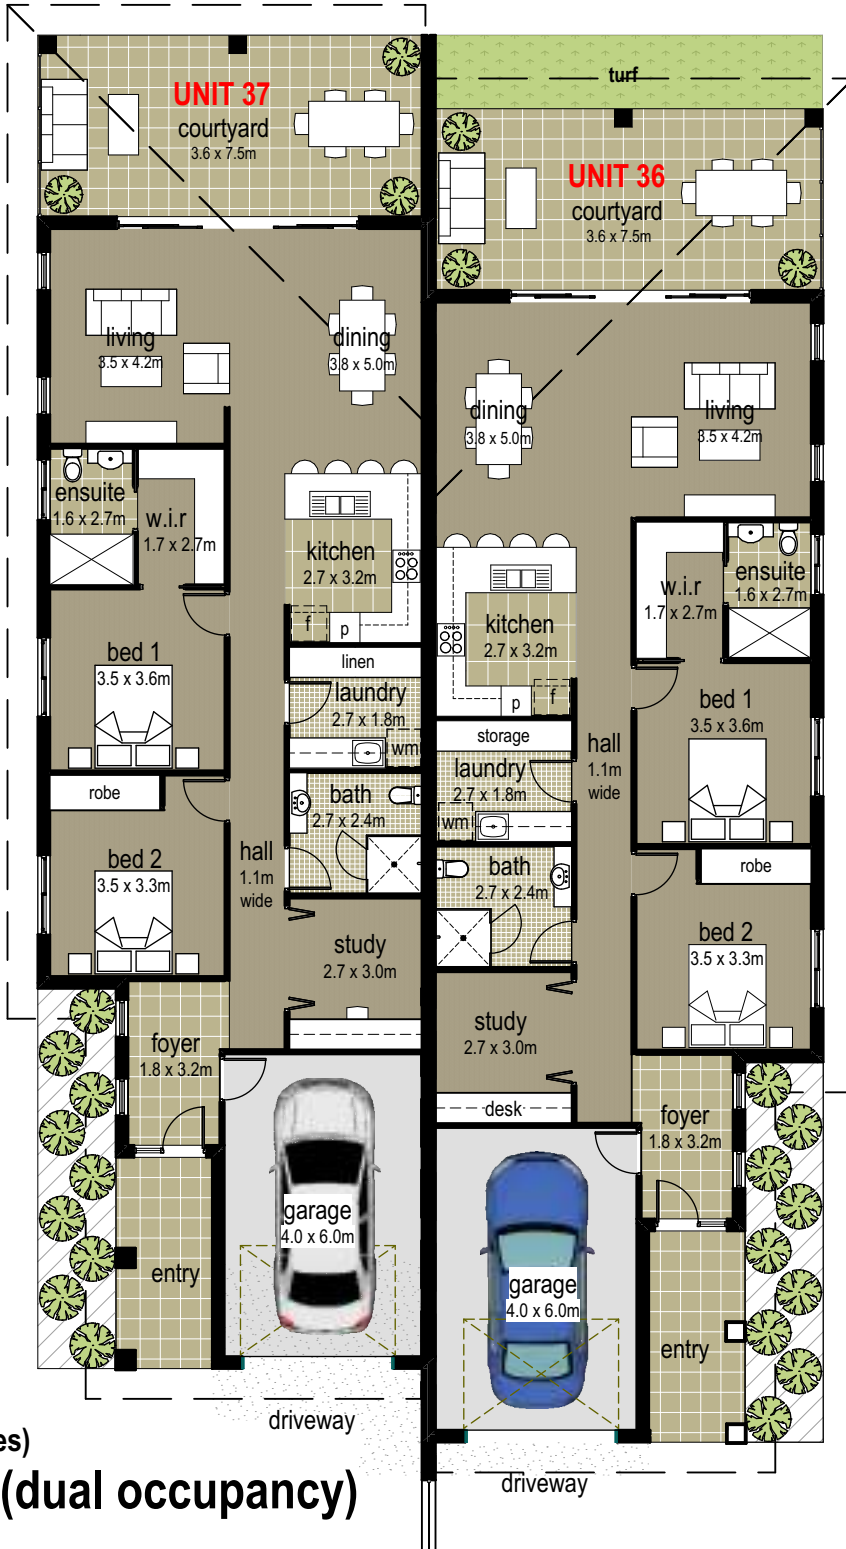 UNIT 37
courtyard
3.6 x 7.5m
living
3.5 x 4.2m
dining
3.8 x 5.0m
ensuite
1.6 x 2.7m
w.i.r
1.7 x 2.7m
kitchen
2.7 x 3.2m
f
p
linen
bed 1
3.5 x 3.6m
laundry
2.7 x 1.8m
wm
robe
bath
2.7 x 2.4m
bed 2
3.5 x 3.3m
hall
1.1m
wide
study
2.7 x 3.0m
foyer
1.8 x 3.2m
garage
4.0 x 6.0m
entry
driveway
turf
UNIT 36
courtyard
3.6 x 7.5m
dining
3.8 x 5.0m
living
3.5 x 4.2m
w.i.r
1.7 x 2.7m
ensuite
1.6 x 2.7m
kitchen
2.7 x 3.2m
p
f
storage
bed 1
3.5 x 3.6m
hall
1.1m
wide
laundry
2.7 x 1.8m
wm
bath
2.7 x 2.4m
robe
bed 2
3.5 x 3.3m
study
2.7 x 3.0m
desk
foyer
1.8 x 3.2m
garage
4.0 x 6.0m
entry
driveway
es)
(dual occupancy)